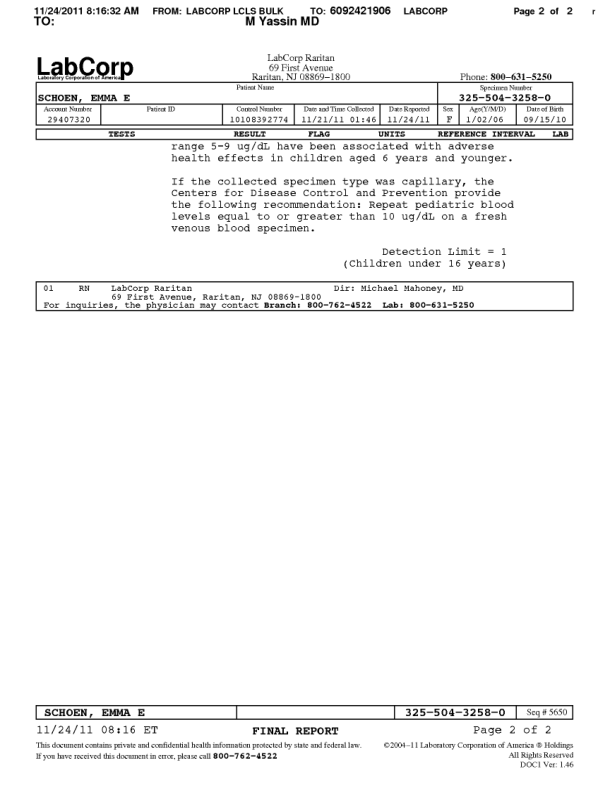 11/24/2011 8:16:32 AM FROM: LABCORP LCLS BULK TO: 6092421906 LABCORP Page 2 of 2 r
TO: M Yassin MD
LabCorp
Laboratory Corporation of America
LabCorp Raritan
69 First Avenue
Raritan, NJ 08869-1800 Phone: 800-631-5250
Patient Name Specimen Number
SCHOEN, EMMA E 325-504-3258-0
Account Number Patient ID Control Number Date and Time Collected Date Reported Sex Age(Y/M/D) Date of Birth
29407320 10108392774 11/21/11 01:46 11/24/11 F 1/02/06 09/15/10
TESTS RESULT FLAG UNITS REFERENCE INTERVAL LAB
range 5-9 ug/dL have been associated with adverse
health effects in children aged 6 years and younger.
If the collected specimen type was capillary, the
Centers for Disease Control and Prevention provide
the following recommendation: Repeat pediatric blood
levels equal to or greater than 10 ug/dL on a fresh
venous blood specimen.
Detection Limit = 1
(Children under 16 years)
01 RN LabCorp Raritan Dir: Michael Mahoney, MD
69 First Avenue, Raritan, NJ 08869-1800
For inquiries, the physician may contact Branch: 800-762-4522 Lab: 800-631-5250
SCHOEN, EMMA E 325-504-3258-0 Seq # 5650
11/24/11 08:16 ET FINAL REPORT Page 2 of 2
This document contains private and confidential health information protected by state and federal law.
If you have received this document in error, please call 800-762-4522
©2004-11 Laboratory Corporation of America ® Holdings
All Rights Reserved
DOC1 Ver: 1.46